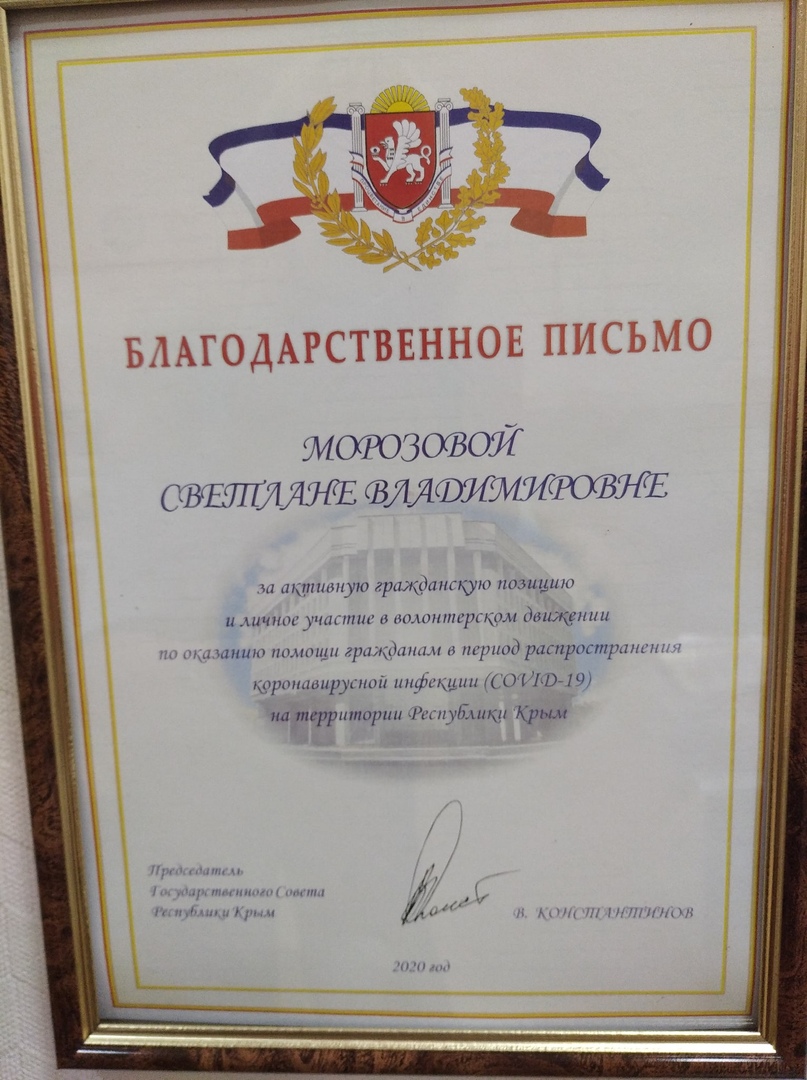 БЛАГОДАРСТВЕННОЕ ПИСЬМО
МОРОЗОВОЙ
СВЕТЛАНЕ ВЛАДИМИРОВНЕ
за активную гражданскую позицию
и личное участие в волонтерском движении
по оказанию помощи гражданам в период распространения
коронавирусной инфекции (COVID-19)
на территории Республики Крым
Председатель
Государственного Совета
Республики Крым
В. КОНСТАНТИНОВ
2020 год